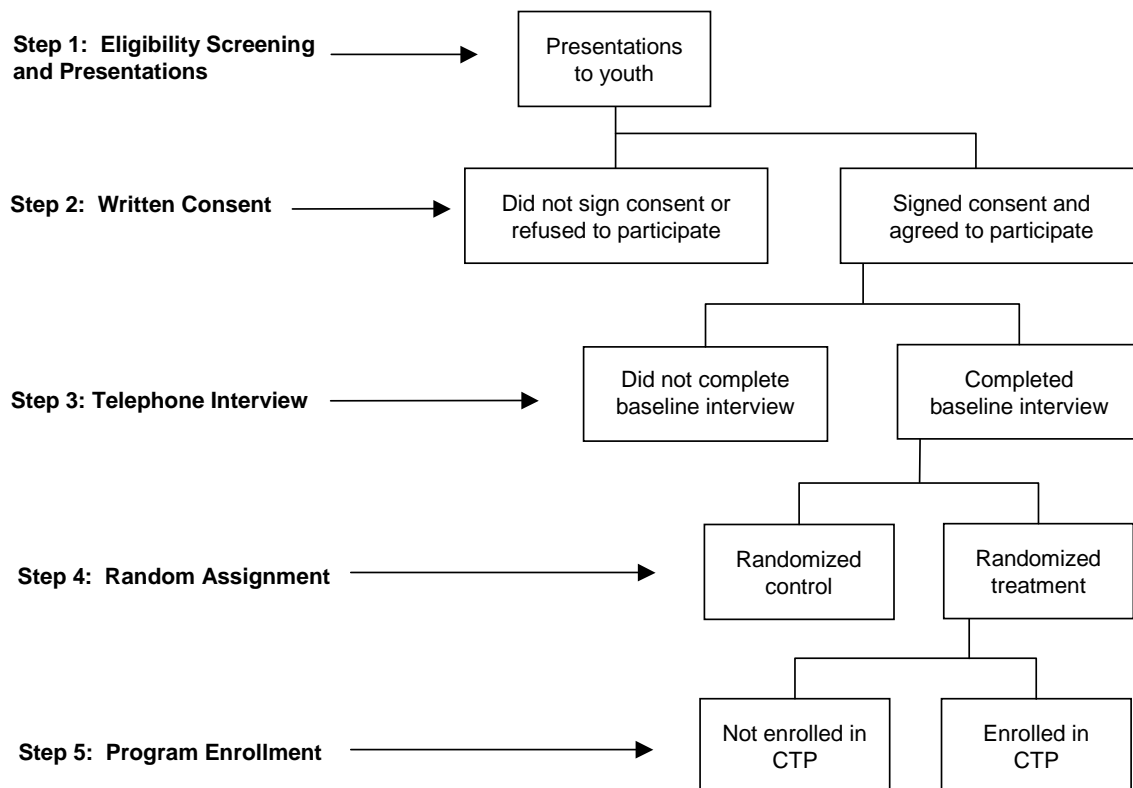 Step 1:  Eligibility Screening
and Presentations
Presentations
to youth
Step 2:  Written Consent
Did not sign consent or
refused to participate
Signed consent and
agreed to participate
Step 3: Telephone Interview
Did not complete
baseline interview
Completed
baseline interview
Step 4:  Random Assignment
Randomized
control
Randomized
treatment
Step 5:  Program Enrollment
Not enrolled in
CTP
Enrolled in
CTP